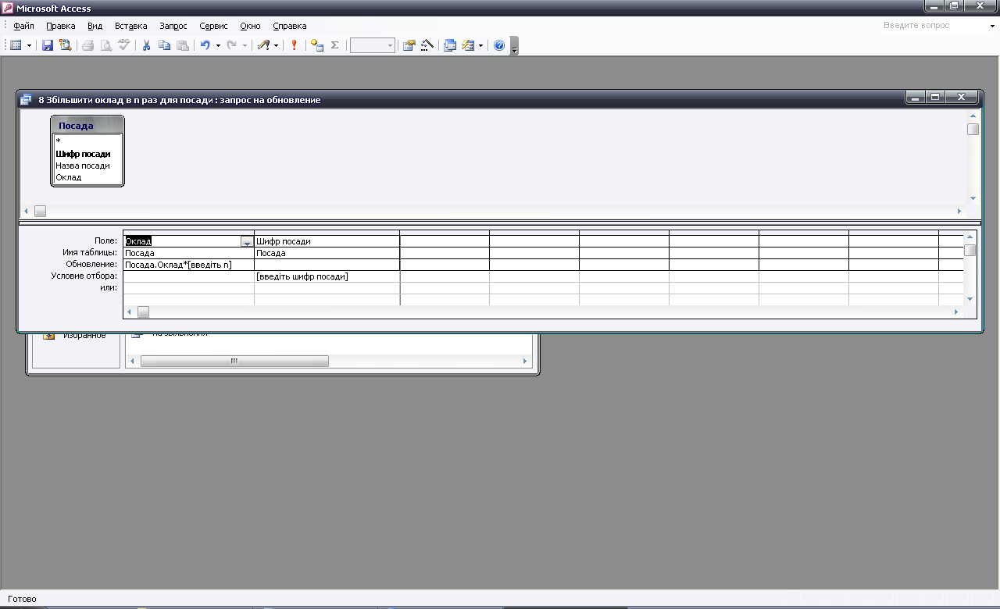 Microsoft Access
Файл Правка Вид Вставка Запрос Сервис Окно Справка Введите вопрос
8 Збільшити оклад в n раз для посади : запрос на обновление
Посада
*
Шифр посади
Назва посади
Оклад
Поле: Оклад Шифр посади
Имя таблицы: Посада Посада
Обновление: Посада.Оклад*[введіть n]
Условие отбора: [введіть шифр посади]
или:
Избранное на звільнення
Готово